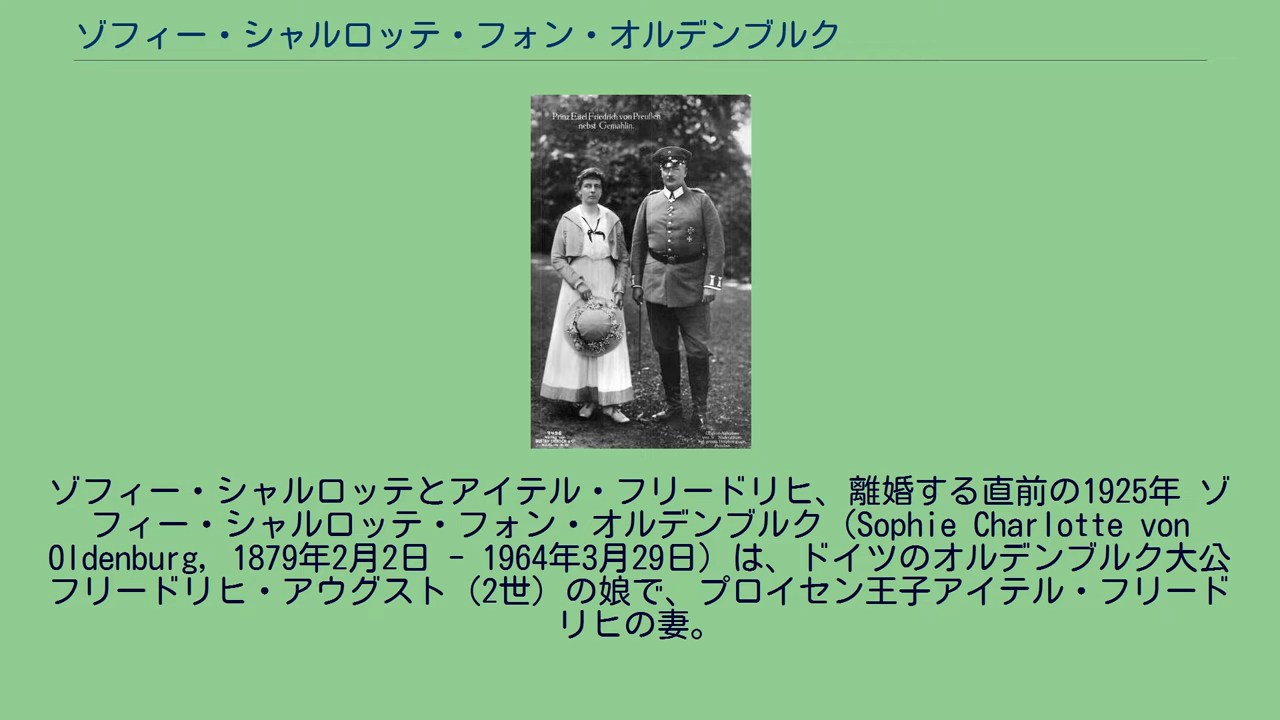 ゾフィー・シャルロッテ・フォン・オルデンブルク
Prinz Eitel Friedrich von Preußen
nebst Gemahlin.
7456
ゾフィー・シャルロッテとアイテル・フリードリヒ、離婚する直前の1925年 ゾ
フィー・シャルロッテ・フォン・オルデンブルク（Sophie Charlotte von
Oldenburg, 1879年2月2日 - 1964年3月29日）は、ドイツのオルデンブルク大公
フリードリヒ・アウグスト（2世）の娘で、プロイセン王子アイテル・フリード
リヒの妻。